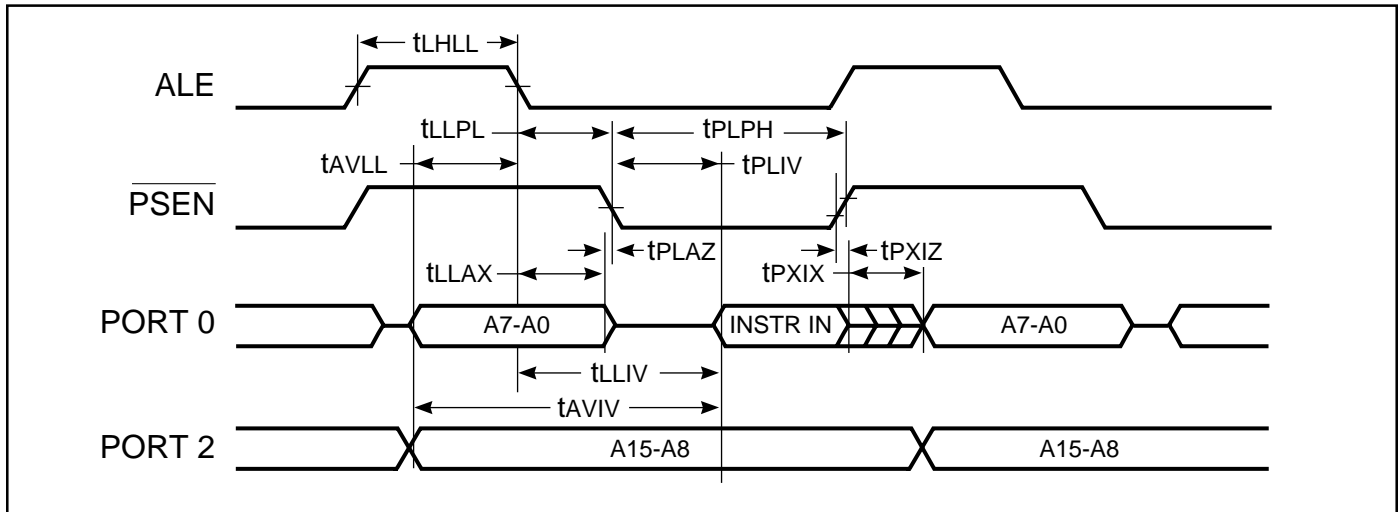 tLHLL
ALE
tLLPL
tPLPH
tAVLL
tPLIV
PSEN
tPLAZ
tPXIZ
tLLAX
tPXIX
PORT 0
A7-A0
INSTR IN
A7-A0
tLLIV
tAVIV
PORT 2
A15-A8
A15-A8